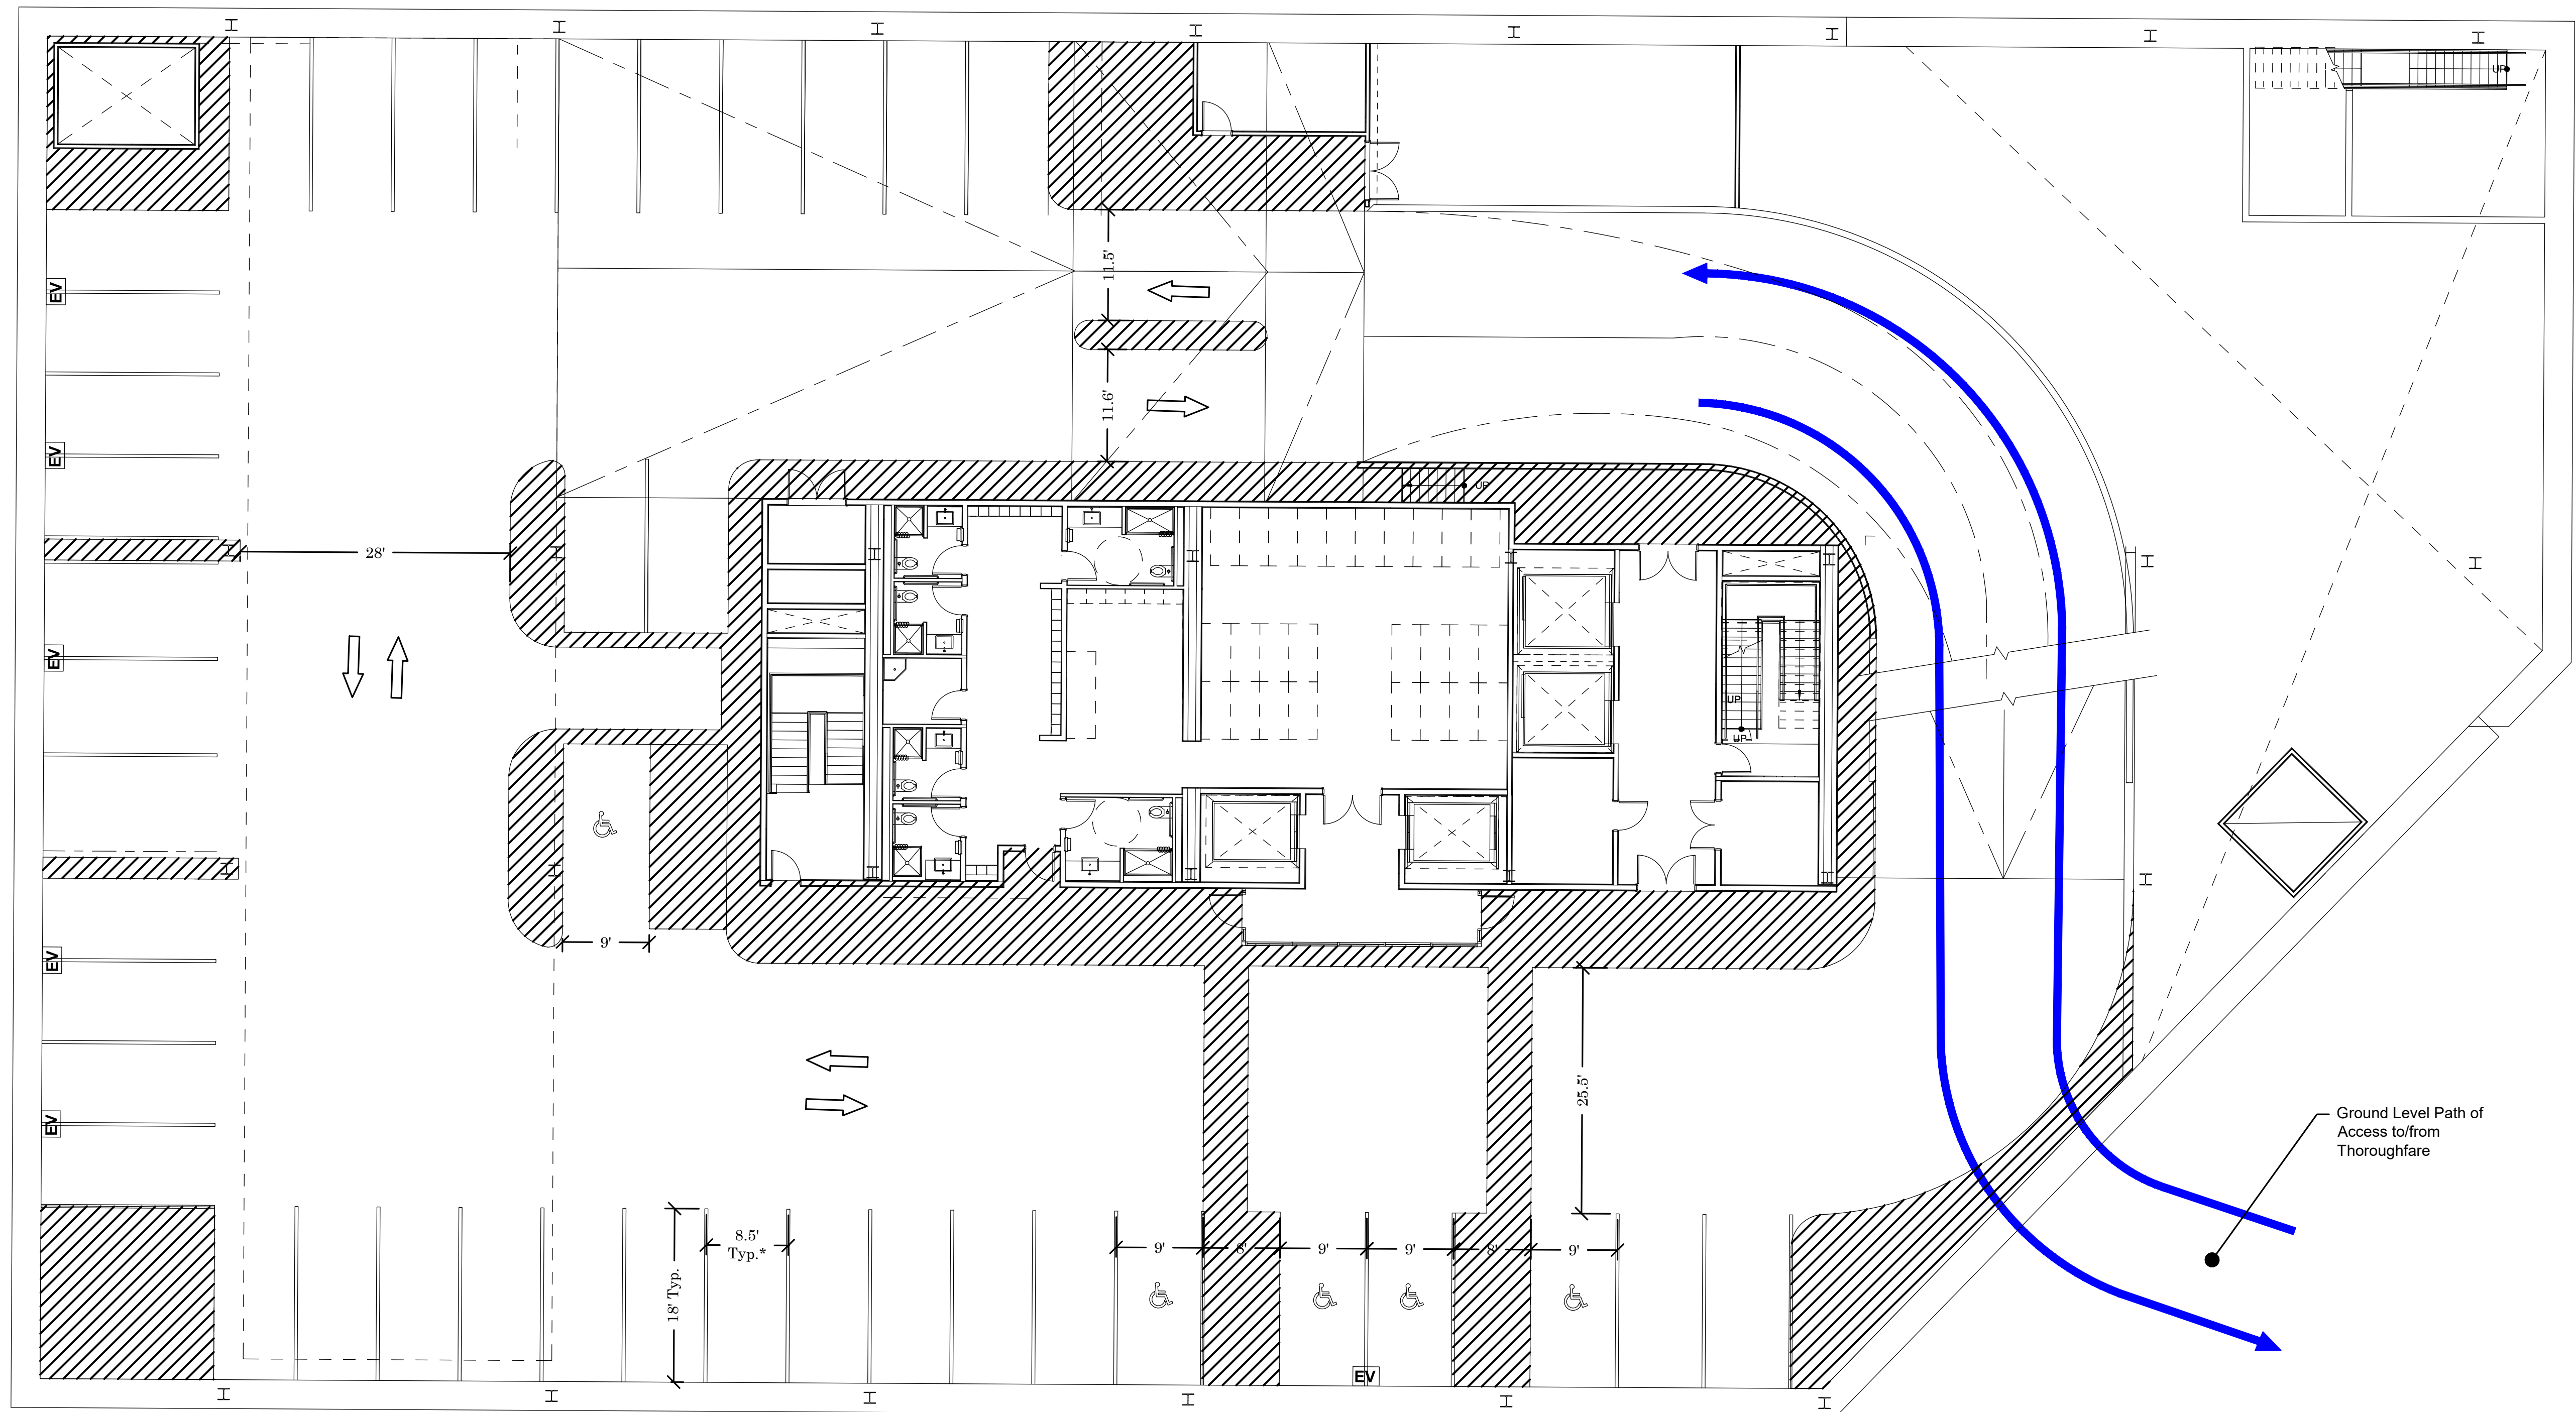 UP
11.5'
EV
11.6'
EV
UP
28'
EV
UP
UP
9'
EV
25.5'
EV
Ground Level Path of
Access to/from
Thoroughfare
8.5'
Typ.*
18' Typ.
9'
8'
9'
9'
8'
9'
EV